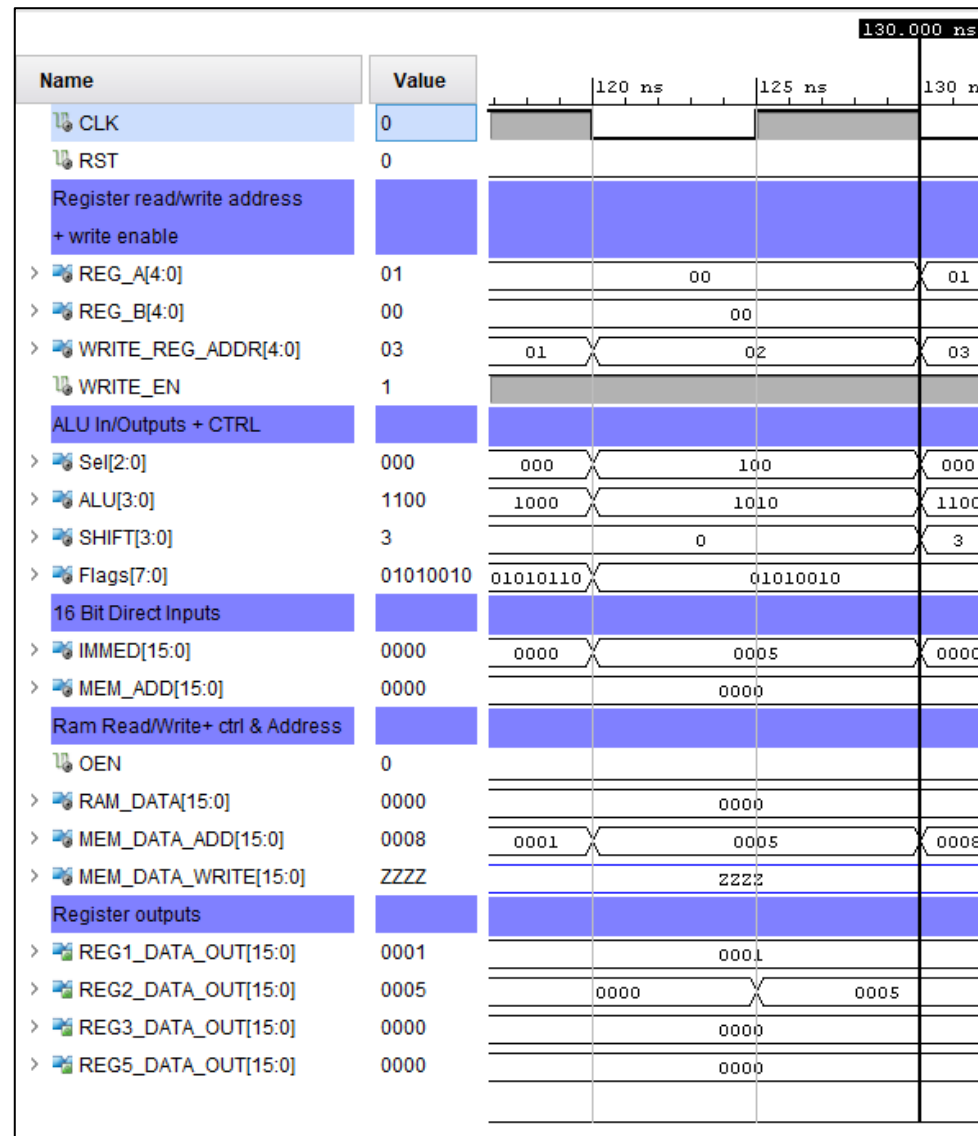 130.000 ns
Name Value 120 ns 125 ns 130 n
CLK 0
RST 0
Register read/write address
+ write enable
REG_A[4:0] 01 00 01
REG_B[4:0] 00 00
WRITE_REG_ADDR[4:0] 03 01 02 03
WRITE_EN 1
ALU In/Outputs + CTRL
Sel[2:0] 000 000 100 000
ALU[3:0] 1100 1000 1010 1100
SHIFT[3:0] 3 0 3
Flags[7:0] 01010010 01010110 01010010
16 Bit Direct Inputs
IMMED[15:0] 0000 0000 0005 0000
MEM_ADD[15:0] 0000 0000
Ram Read/Write+ ctrl & Address
OEN 0
RAM_DATA[15:0] 0000 0000
MEM_DATA_ADD[15:0] 0008 0001 0005 0008
MEM_DATA_WRITE[15:0] ZZZZ ZZZZ
Register outputs
REG1_DATA_OUT[15:0] 0001 0001
REG2_DATA_OUT[15:0] 0005 0000 0005
REG3_DATA_OUT[15:0] 0000 0000
REG5_DATA_OUT[15:0] 0000 0000